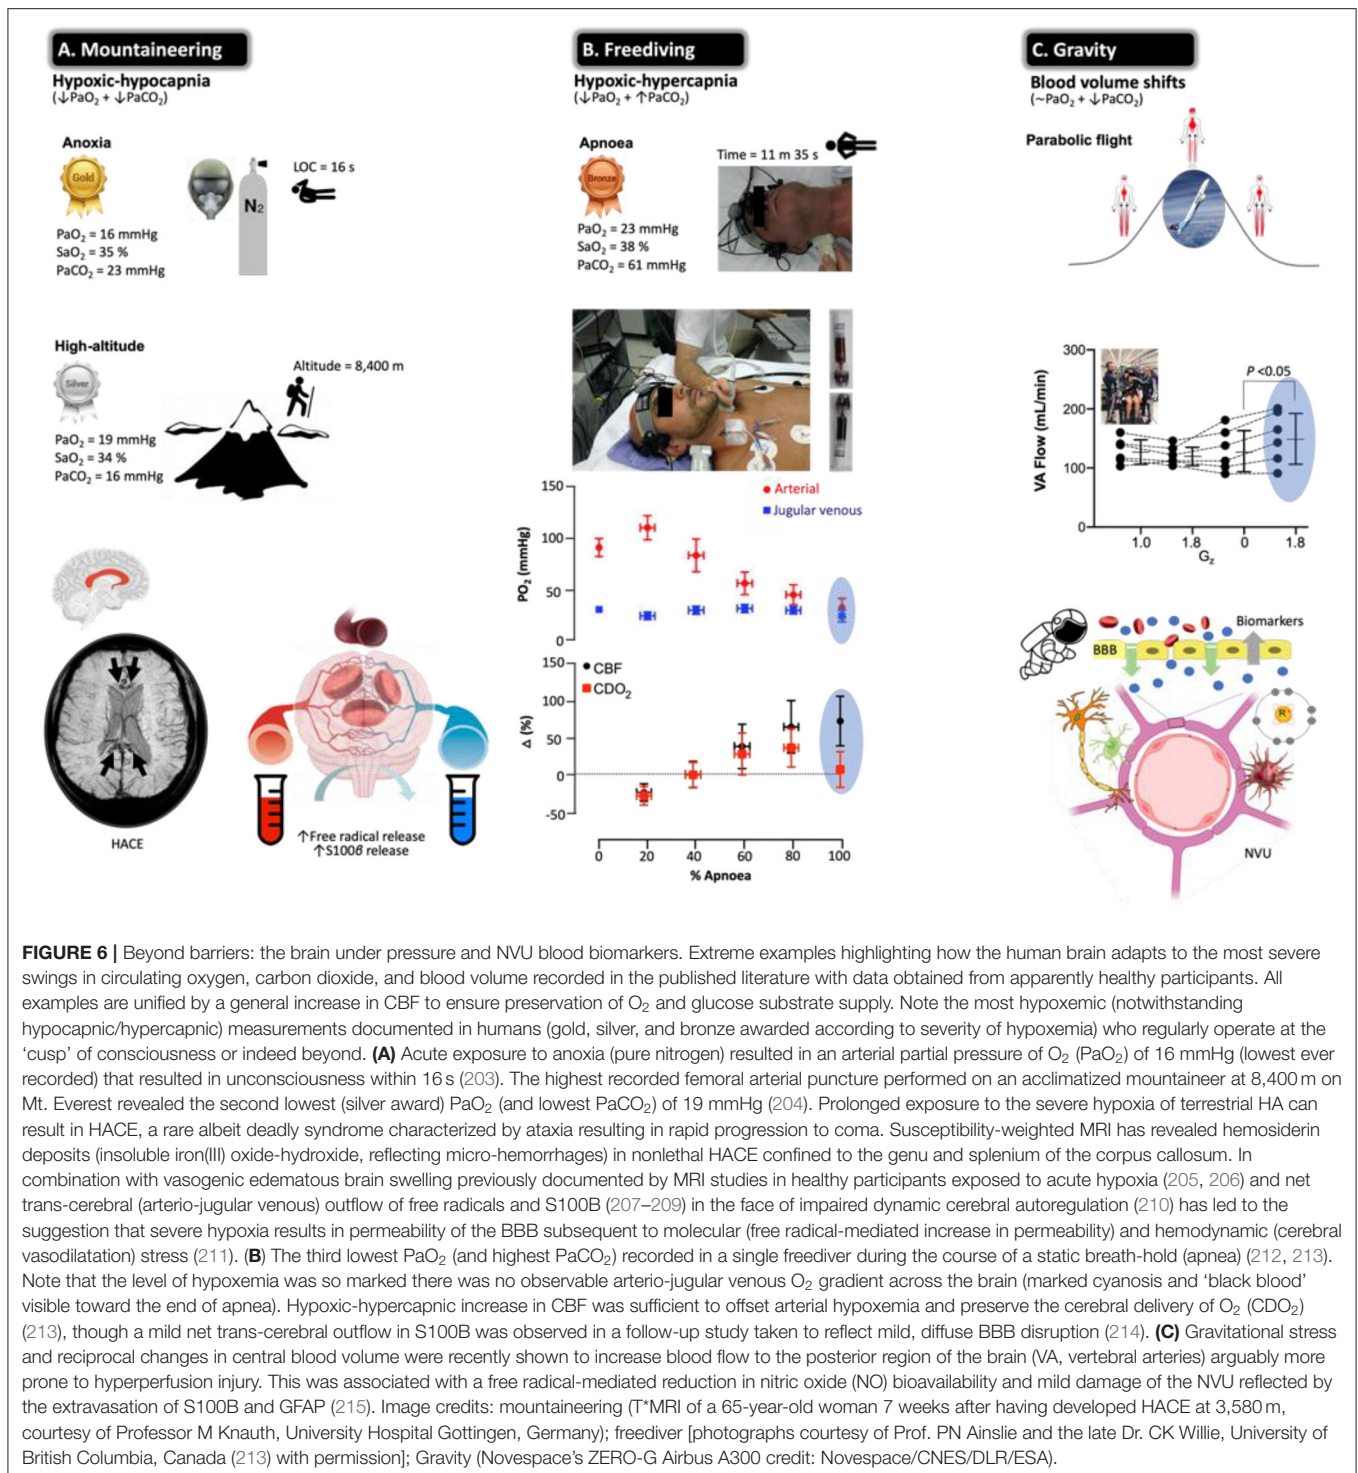 A. Mountaineering
Hypoxic-hypocapnia
(↓PaO₂ + ↓PaCO₂)
Anoxia
Gold
LOC = 16 s
N₂
PaO₂ = 16 mmHg
SaO₂ = 35 %
PaCO₂ = 23 mmHg
High-altitude
Silver
Altitude = 8,400 m
PaO₂ = 19 mmHg
SaO₂ = 34 %
PaCO₂ = 16 mmHg
HACE
↑Free radical release
↑S100β release
B. Freediving
Hypoxic-hypercapnia
(↓PaO₂ + ↑PaCO₂)
Apnoea
Bronze
Time = 11 m 35 s
PaO₂ = 23 mmHg
SaO₂ = 38 %
PaCO₂ = 61 mmHg
Arterial
Jugular venous
PO₂ (mmHg)
150
100
50
0
CBF
CDO₂
Δ (%)
150
100
50
0
-50
0 20 40 60 80 100
% Apnoea
C. Gravity
Blood volume shifts
(~PaO₂ + ↓PaCO₂)
Parabolic flight
VA Flow (mL/min)
300
200
100
0
P <0.05
1.0 1.8 0 1.8
G_z
Biomarkers
BBB
R
NVU
FIGURE 6 | Beyond barriers: the brain under pressure and NVU blood biomarkers. Extreme examples highlighting how the human brain adapts to the most severe
swings in circulating oxygen, carbon dioxide, and blood volume recorded in the published literature with data obtained from apparently healthy participants. All
examples are unified by a general increase in CBF to ensure preservation of O₂ and glucose substrate supply. Note the most hypoxemic (notwithstanding
hypocapnic/hypercapnic) measurements documented in humans (gold, silver, and bronze awarded according to severity of hypoxemia) who regularly operate at the
‘cusp’ of consciousness or indeed beyond. (A) Acute exposure to anoxia (pure nitrogen) resulted in an arterial partial pressure of O₂ (PaO₂) of 16 mmHg (lowest ever
recorded) that resulted in unconsciousness within 16 s (203). The highest recorded femoral arterial puncture performed on an acclimatized mountaineer at 8,400 m on
Mt. Everest revealed the second lowest (silver award) PaO₂ (and lowest PaCO₂) of 19 mmHg (204). Prolonged exposure to the severe hypoxia of terrestrial HA can
result in HACE, a rare albeit deadly syndrome characterized by ataxia resulting in rapid progression to coma. Susceptibility-weighted MRI has revealed hemosiderin
deposits (insoluble iron(III) oxide-hydroxide, reflecting micro-hemorrhages) in nonlethal HACE confined to the genu and splenium of the corpus callosum. In
combination with vasogenic edematous brain swelling previously documented by MRI studies in healthy participants exposed to acute hypoxia (205, 206) and net
trans-cerebral (arterio-jugular venous) outflow of free radicals and S100B (207–209) in the face of impaired dynamic cerebral autoregulation (210) has led to the
suggestion that severe hypoxia results in permeability of the BBB subsequent to molecular (free radical-mediated increase in permeability) and hemodynamic (cerebral
vasodilatation) stress (211). (B) The third lowest PaO₂ (and highest PaCO₂) recorded in a single freediver during the course of a static breath-hold (apnea) (212, 213).
Note that the level of hypoxemia was so marked there was no observable arterio-jugular venous O₂ gradient across the brain (marked cyanosis and ‘black blood’
visible toward the end of apnea). Hypoxic-hypercapnic increase in CBF was sufficient to offset arterial hypoxemia and preserve the cerebral delivery of O₂ (CDO₂)
(213), though a mild net trans-cerebral outflow in S100B was observed in a follow-up study taken to reflect mild, diffuse BBB disruption (214). (C) Gravitational stress
and reciprocal changes in central blood volume were recently shown to increase blood flow to the posterior region of the brain (VA, vertebral arteries) arguably more
prone to hyperperfusion injury. This was associated with a free radical-mediated reduction in nitric oxide (NO) bioavailability and mild damage of the NVU reflected by
the extravasation of S100B and GFAP (215). Image credits: mountaineering (T*MRI of a 65-year-old woman 7 weeks after having developed HACE at 3,580 m,
courtesy of Professor M Knauth, University Hospital Gottingen, Germany); freediver [photographs courtesy of Prof. PN Ainslie and the late Dr. CK Willie, University of
British Columbia, Canada (213) with permission]; Gravity (Novespace’s ZERO-G Airbus A300 credit: Novespace/CNES/DLR/ESA).